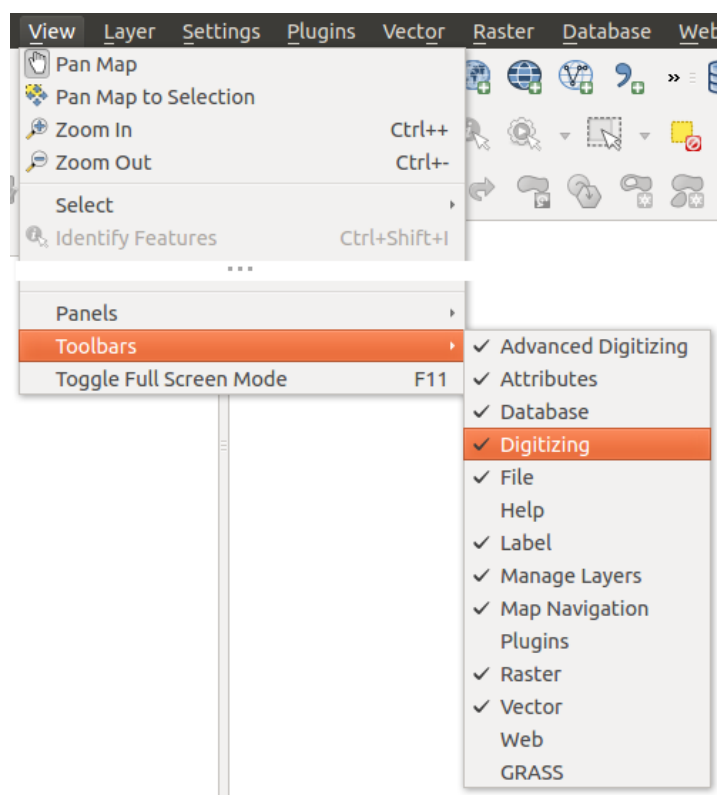 View Layer Settings Plugins Vector Raster Database
Pan Map
Pan Map to Selection
Zoom In Ctrl++
Zoom Out Ctrl+-
Select
Identify Features Ctrl+Shift+I
...
Panels
Toolbars
Toggle Full Screen Mode F11
Advanced Digitizing
Attributes
Database
Digitizing
File
Help
Label
Manage Layers
Map Navigation
Plugins
Raster
Vector
Web
GRASS